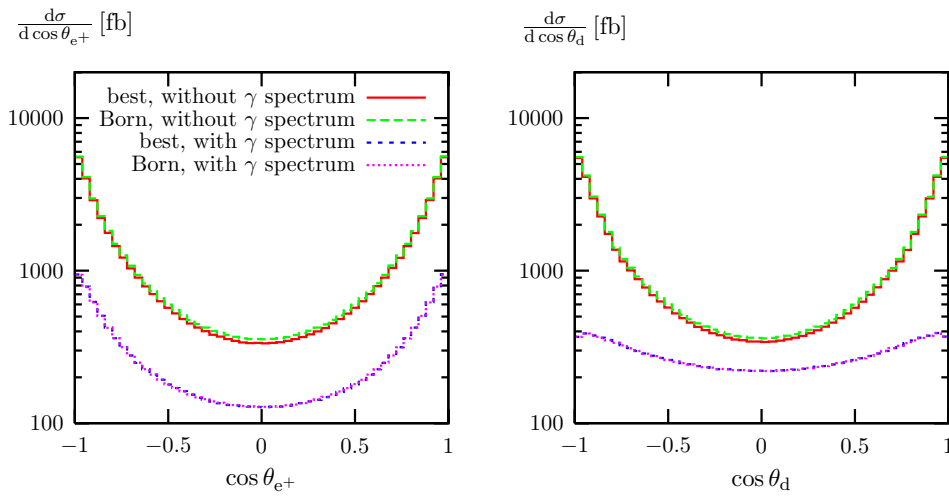 dσ/d cos θe+ [fb]
10000
1000
100
best, without γ spectrum
Born, without γ spectrum
best, with γ spectrum
Born, with γ spectrum
−1 −0.5 0 0.5 1
cos θe+
dσ/d cos θd [fb]
10000
1000
100
−1 −0.5 0 0.5 1
cos θd